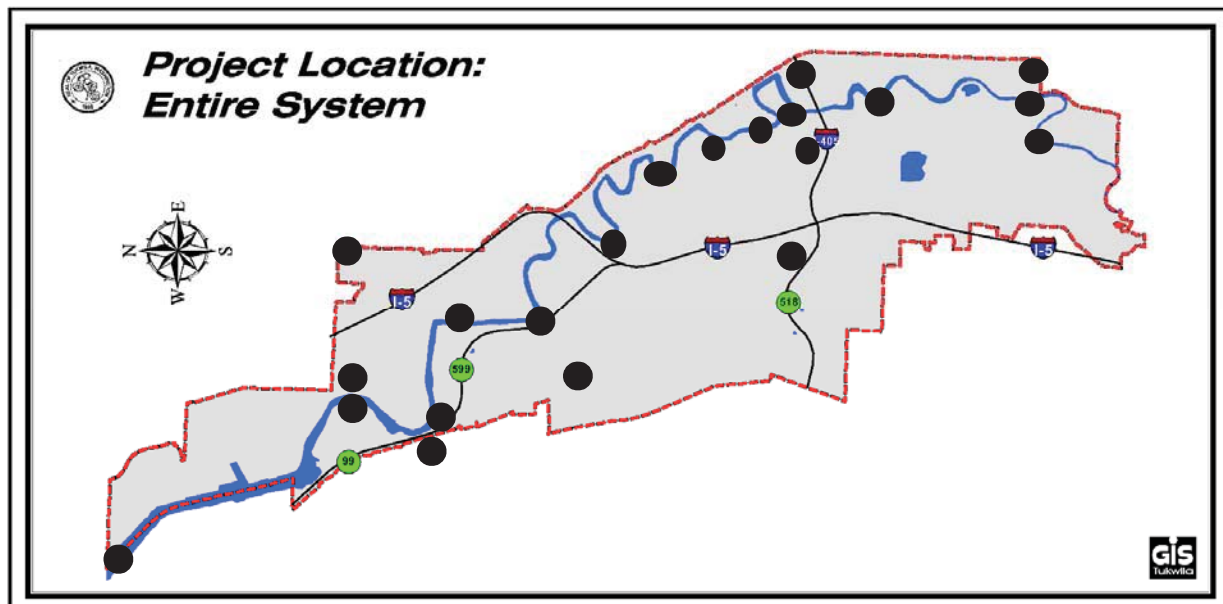 Project Location:
Entire System
E
N
S
W
I-405
I-5
I-5
I-5
518
599
99
GIS
Tukwila